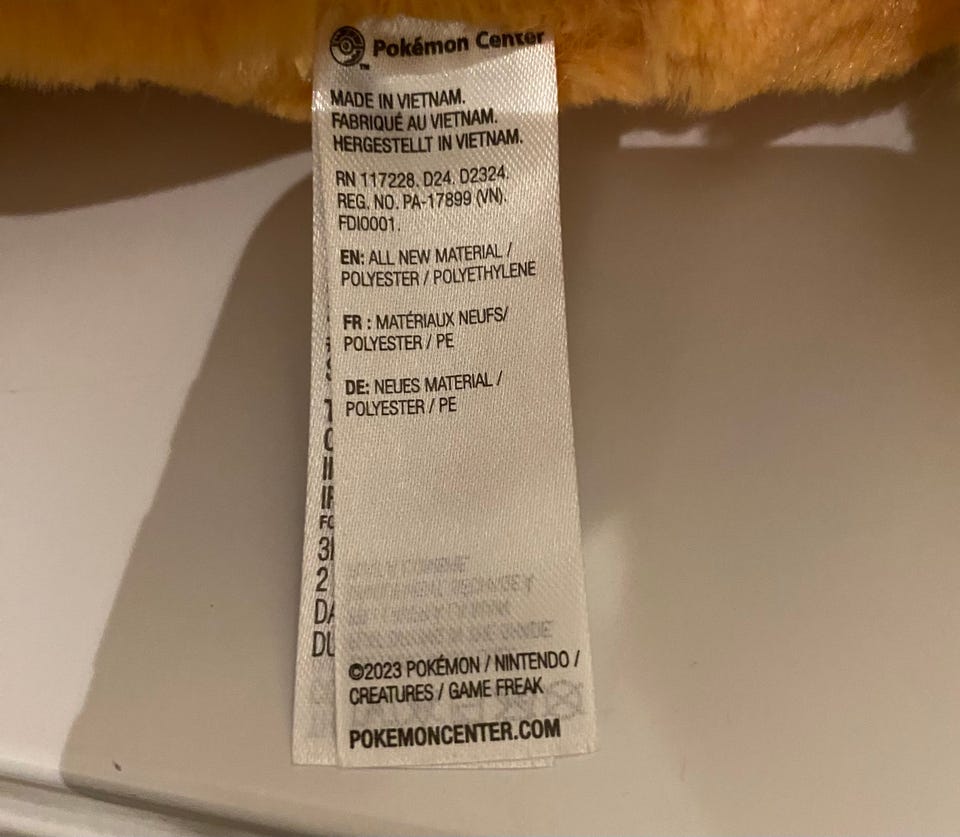 Pokémon Center
™
MADE IN VIETNAM.
FABRIQUÉ AU VIETNAM.
HERGESTELLT IN VIETNAM.
RN 117228. D24. D2324.
REG. NO. PA-17899 (VN).
FDI0001.
EN: ALL NEW MATERIAL /
POLYESTER / POLYETHYLENE
FR : MATÉRIAUX NEUFS/
POLYESTER / PE
DE: NEUES MATERIAL /
POLYESTER / PE
©2023 POKÉMON / NINTENDO /
CREATURES / GAME FREAK
POKEMONCENTER.COM